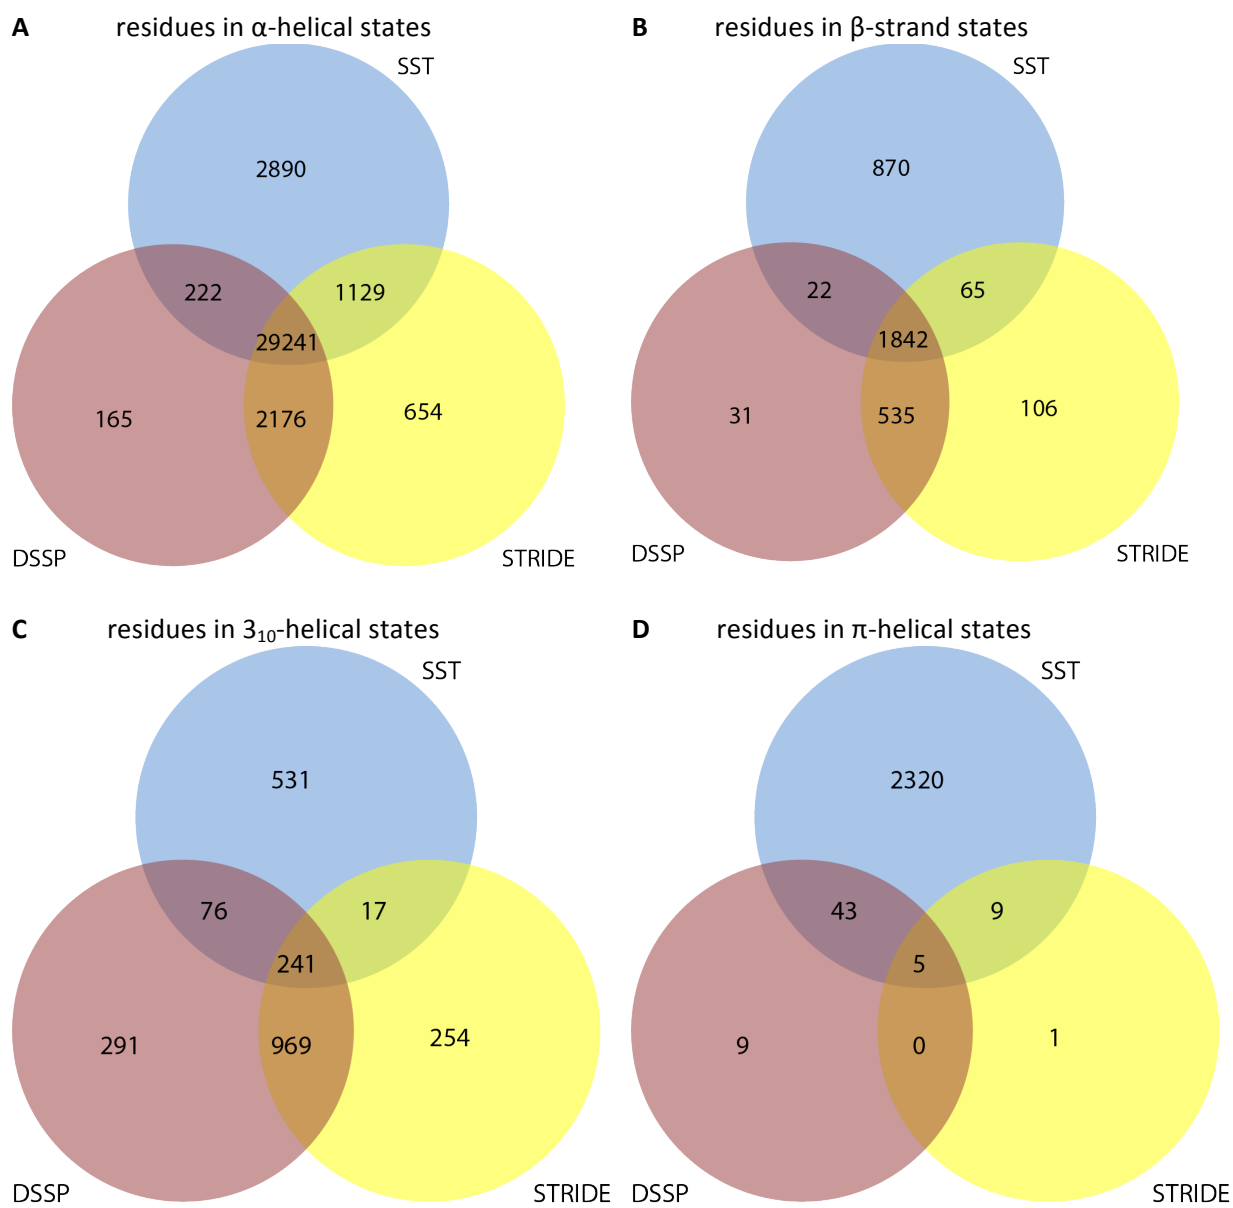 A residues in α-helical states
SST
2890
222 1129
29241
165 2176 654
DSSP STRIDE
B residues in β-strand states
SST
870
22 65
1842
31 535 106
DSSP STRIDE
C residues in 3₁₀-helical states
SST
531
76 17
241
291 969 254
DSSP STRIDE
D residues in π-helical states
SST
2320
43 9
5
9 0 1
DSSP STRIDE